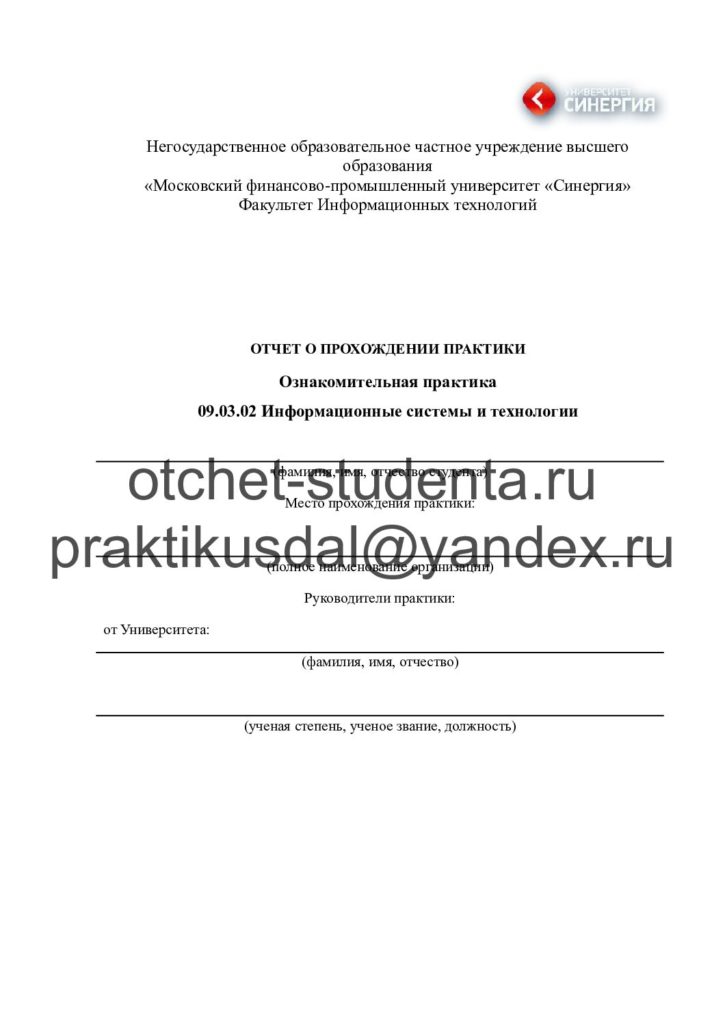 УНИВЕРСИТЕТ
СИНЕРГИЯ
Негосударственное образовательное частное учреждение высшего
образования
«Московский финансово-промышленный университет «Синергия»
Факультет Информационных технологий
ОТЧЕТ О ПРОХОЖДЕНИИ ПРАКТИКИ
Ознакомительная практика
09.03.02 Информационные системы и технологии
(фамилия, имя, отчество студента)
otchet-studenta.ru
Место прохождения практики:
praktikusdal@yandex.ru
(полное наименование организации)
Руководители практики:
от Университета:
(фамилия, имя, отчество)
(ученая степень, ученое звание, должность)